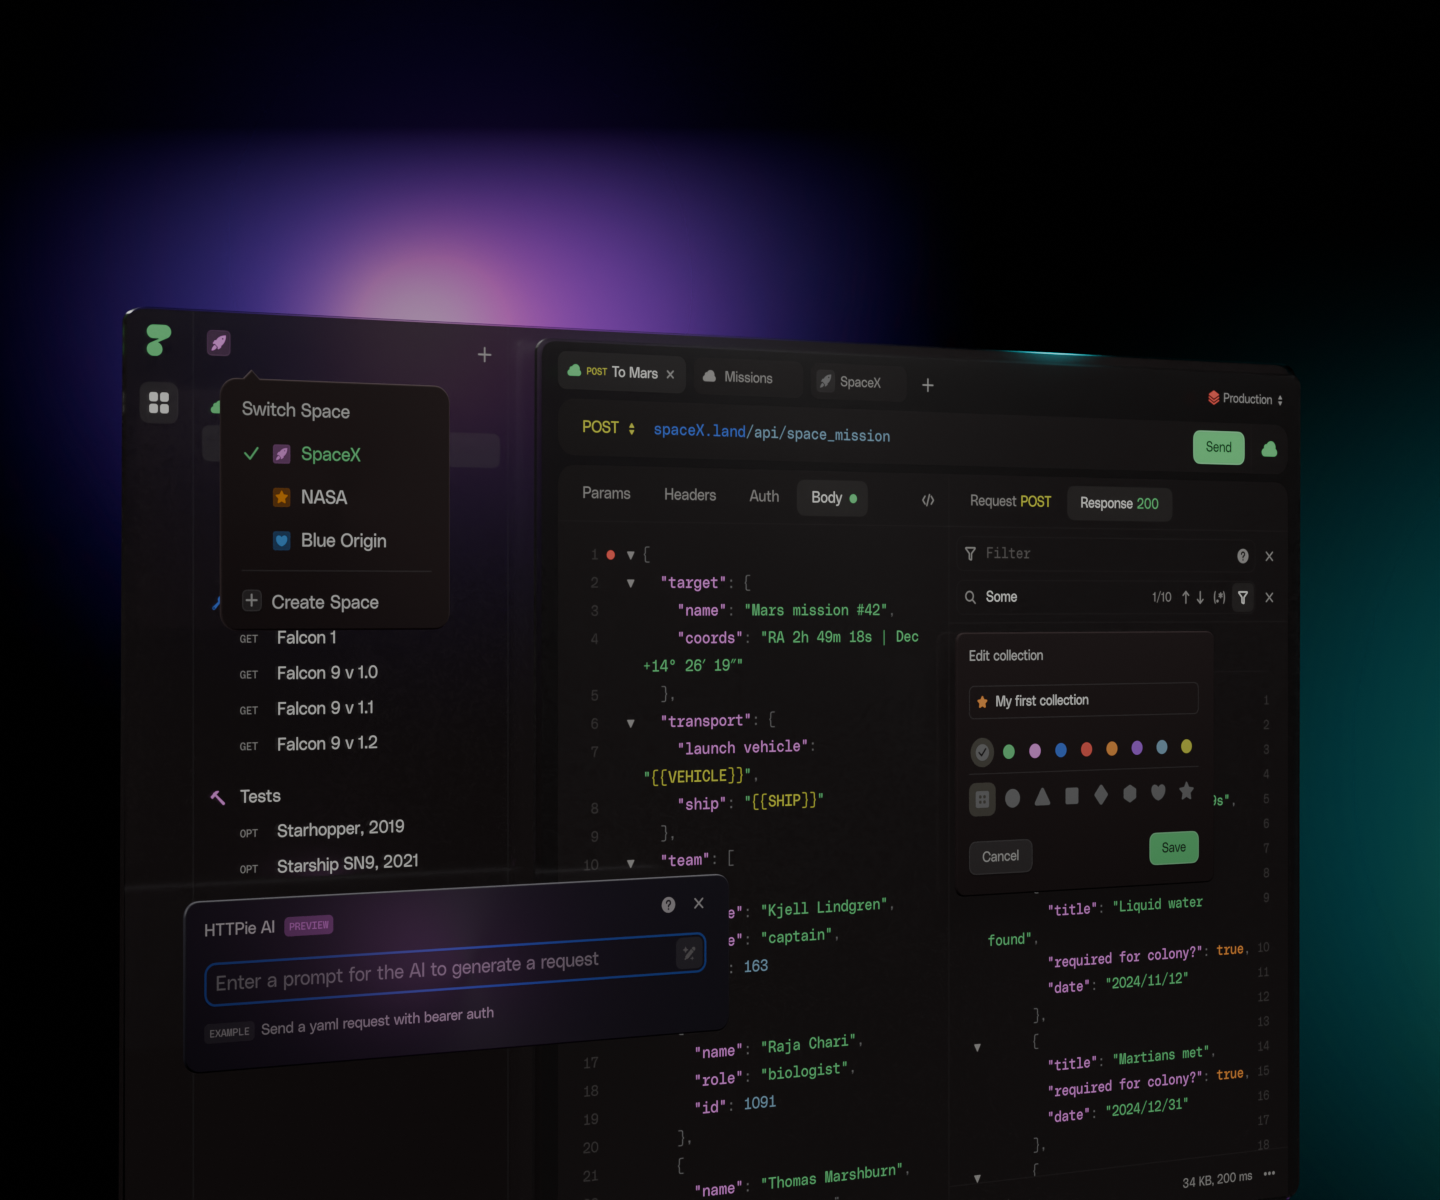 Switch Space
SpaceX
NASA
Blue Origin
Create Space
GET Falcon 1
GET Falcon 9 v 1.0
GET Falcon 9 v 1.1
GET Falcon 9 v 1.2
Tests
OPT Starhopper, 2019
OPT Starship SN9, 2021
HTTPie AI PREVIEW
Enter a prompt for the AI to generate a request
EXAMPLE Send a yaml request with bearer auth
POST To Mars
Missions
SpaceX
Production
POST spaceX.land/api/space_mission
Send
Params Headers Auth Body
1 {
2 "target": {
3 "name": "Mars mission #42",
4 "coords": "RA 2h 49m 18s | Dec
+14° 26′ 19″"
5 },
6 "transport": {
7 "launch vehicle":
"{{VEHICLE}}",
8 "ship": "{{SHIP}}"
9 },
10 "team": [
e": "Kjell Lindgren",
e": "captain",
: 163
17 "name": "Raja Chari",
18 "role": "biologist",
19 "id": 1091
20 },
21 {
"name": "Thomas Marshburn",
Request POST Response 200
Filter
Some 1/10 (.*)
Edit collection
My first collection
Cancel Save
1
2
3
4
9s", 5
6
7
8
"title": "Liquid water 9
found",
"required for colony?": true, 10
"date": "2024/11/12" 11
}, 12
{ 13
"title": "Martians met", 14
"required for colony?": true, 15
"date": "2024/12/31" 16
}, 17
{ 18
34 KB, 200 ms